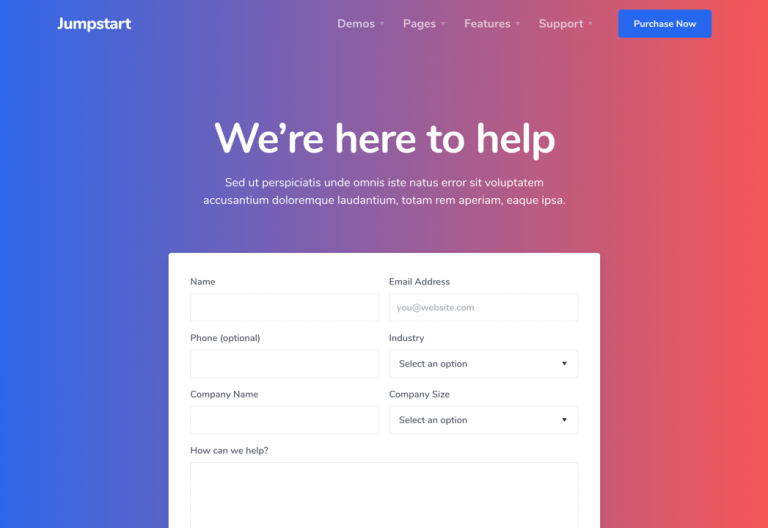 Jumpstart Demos Pages Features Support Purchase Now
We’re here to help
Sed ut perspiciatis unde omnis iste natus error sit voluptatem
accusantium doloremque laudantium, totam rem aperiam, eaque ipsa.
Name Email Address
you@website.com
Phone (optional) Industry
Select an option
Company Name Company Size
Select an option
How can we help?